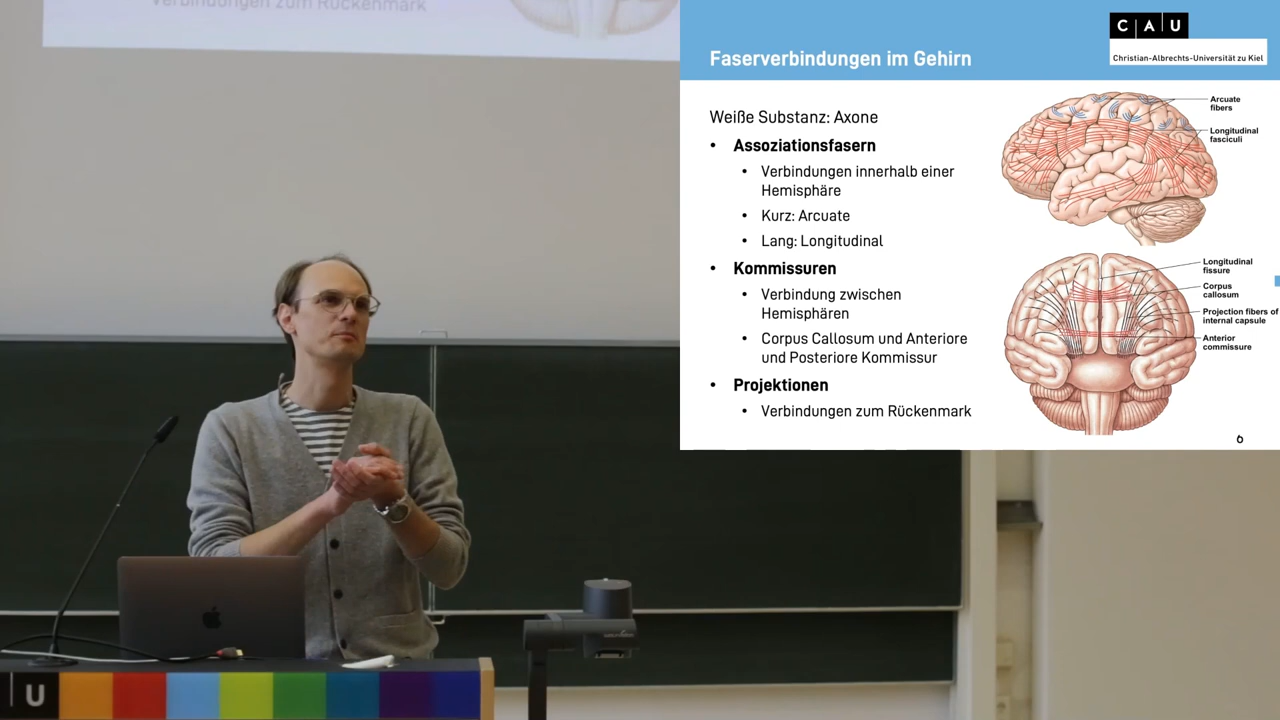 Verbindungen zum Rückenmark
C A U
Christian-Albrechts-Universität zu Kiel
Faserverbindungen im Gehirn
Weiße Substanz: Axone
• Assoziationsfasern
• Verbindungen innerhalb einer
Hemisphäre
• Kurz: Arcuate
• Lang: Longitudinal
• Kommissuren
• Verbindung zwischen
Hemisphären
• Corpus Callosum und Anteriore
und Posteriore Kommissur
• Projektionen
• Verbindungen zum Rückenmark
Arcuate
fibers
Longitudinal
fasciculi
Longitudinal
fissure
Corpus
callosum
Projection fibers of
internal capsule
Anterior
commissure
6
U